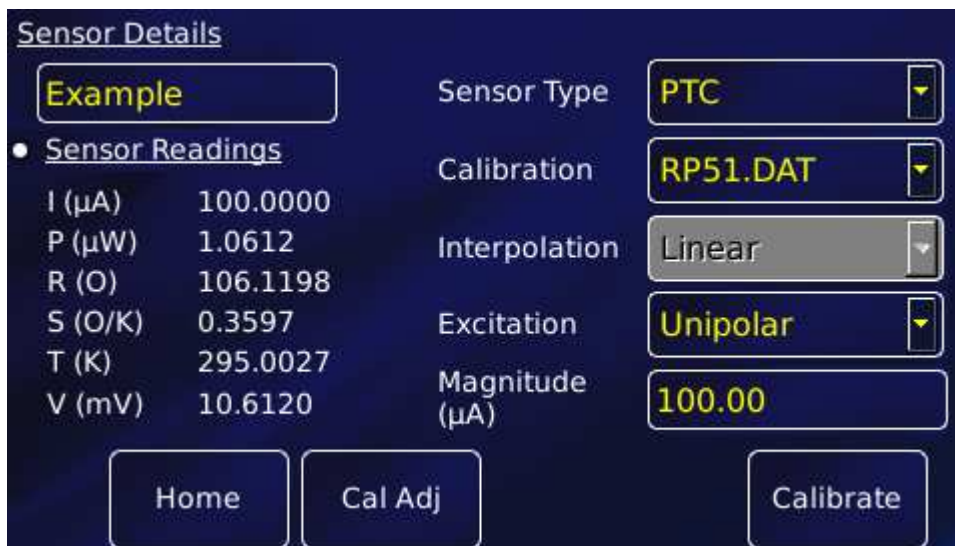 Sensor Details
Example
Sensor Readings
I (µA) 100.0000
P (µW) 1.0612
R (O) 106.1198
S (O/K) 0.3597
T (K) 295.0027
V (mV) 10.6120
Sensor Type PTC
Calibration RP51.DAT
Interpolation Linear
Excitation Unipolar
Magnitude
(µA) 100.00
Home Cal Adj Calibrate